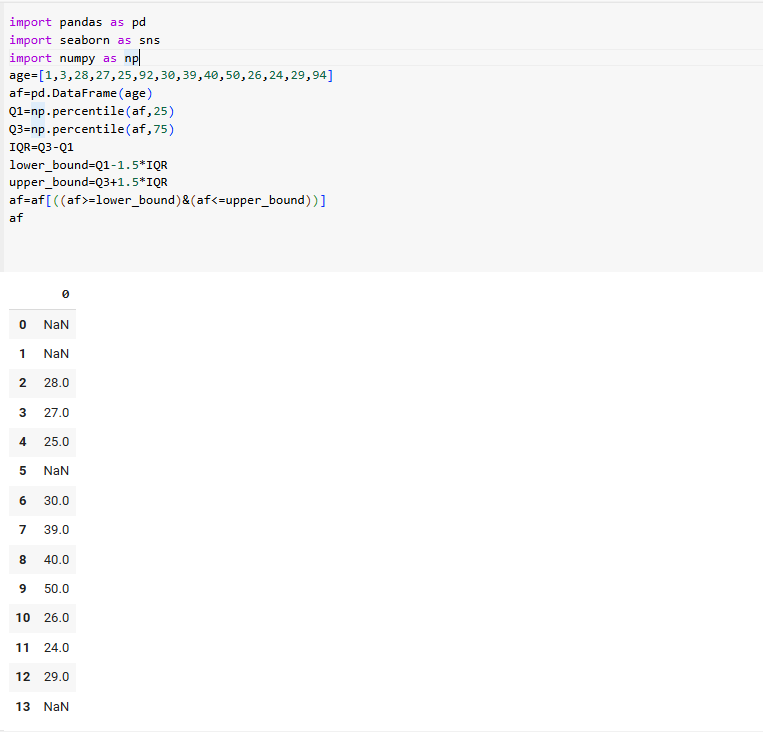 import pandas as pd
import seaborn as sns
import numpy as np
age=[1,3,28,27,25,92,30,39,40,50,26,24,29,94]
af=pd.DataFrame(age)
Q1=np.percentile(af,25)
Q3=np.percentile(af,75)
IQR=Q3-Q1
lower_bound=Q1-1.5*IQR
upper_bound=Q3+1.5*IQR
af=af[((af>=lower_bound)&(af<=upper_bound))]
af
0
0 NaN
1 NaN
2 28.0
3 27.0
4 25.0
5 NaN
6 30.0
7 39.0
8 40.0
9 50.0
10 26.0
11 24.0
12 29.0
13 NaN